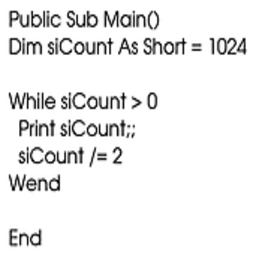 Public Sub Main()
Dim siCount As Short = 1024
While siCount > 0
Print siCount;;
siCount /= 2
Wend
End